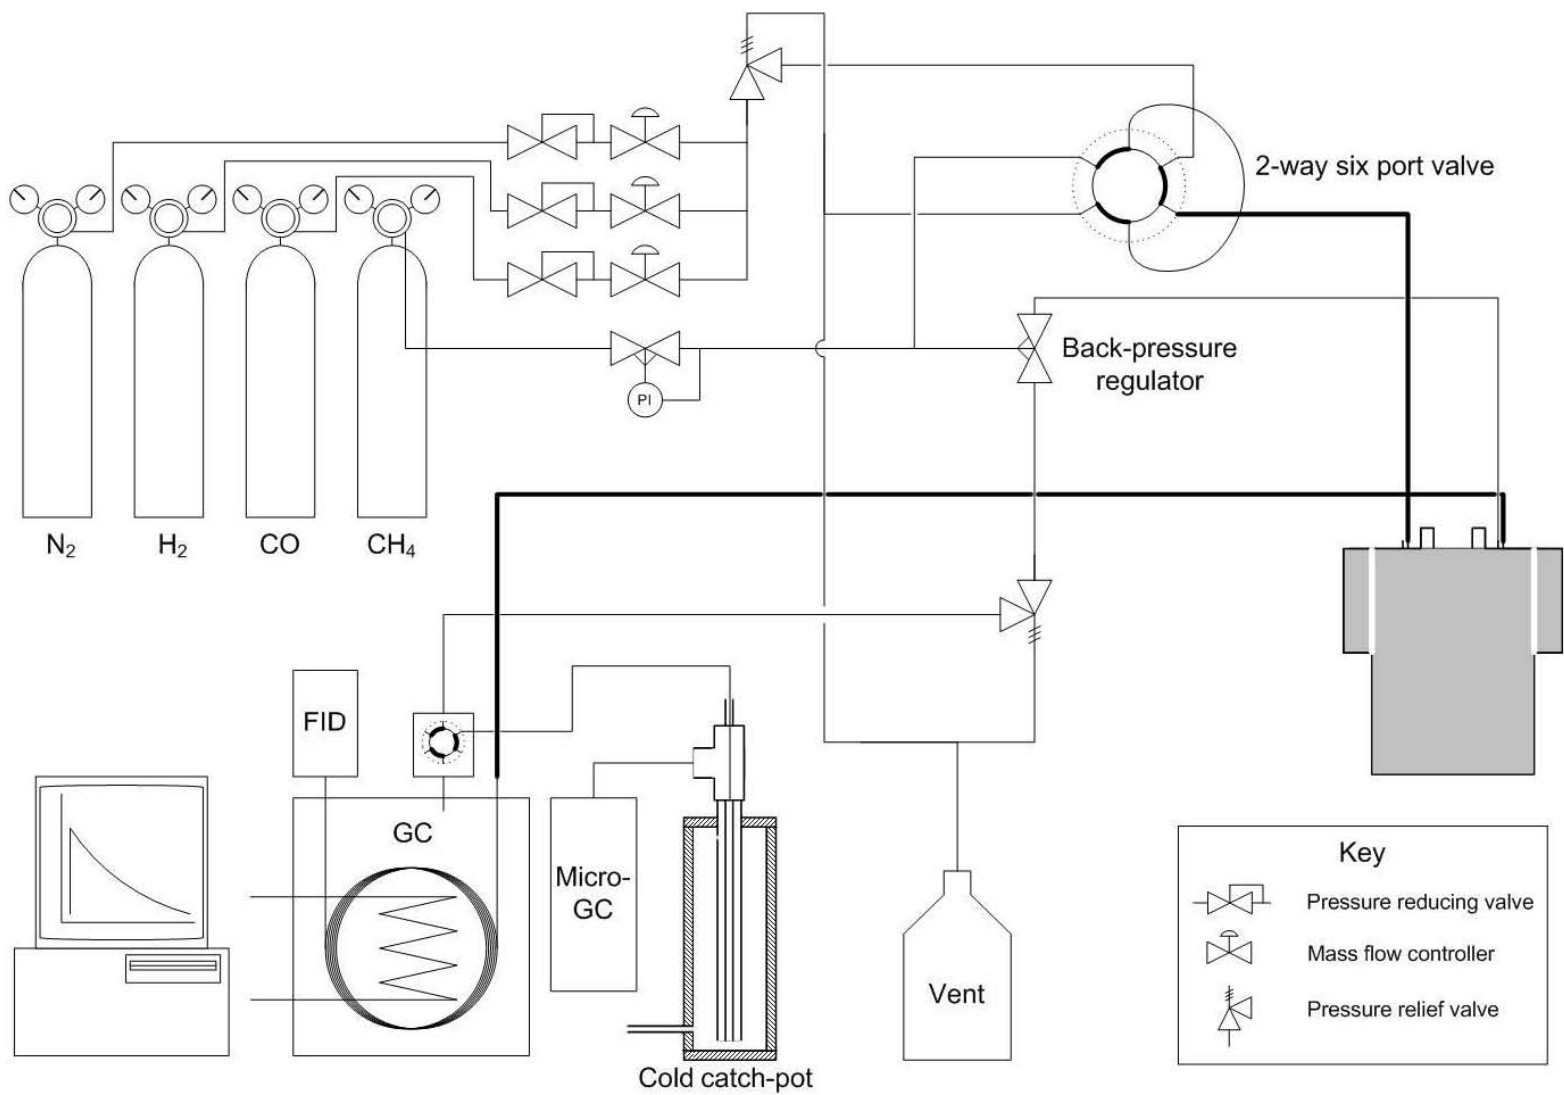 2-way six port valve
Back-pressure
regulator
PI
N₂
H₂
CO
CH₄
FID
GC
Micro-
GC
Cold catch-pot
Vent
Key
Pressure reducing valve
Mass flow controller
Pressure relief valve